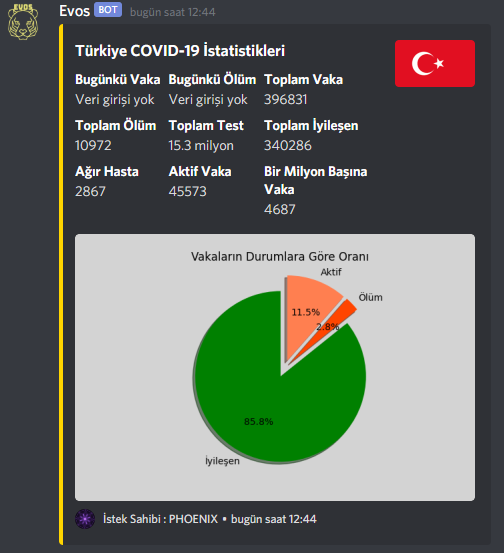 EVOS
Evos BOT bugün saat 12:44
Türkiye COVID-19 İstatistikleri
Bugünkü Vaka Bugünkü Ölüm Toplam Vaka
Veri girişi yok Veri girişi yok 396831
Toplam Ölüm Toplam Test Toplam İyileşen
10972 15.3 milyon 340286
Ağır Hasta Aktif Vaka Bir Milyon Başına
Vaka
2867 45573
4687
Vakaların Durumlara Göre Oranı
Aktif
Ölüm
11.5%
2.8%
85.8%
İyileşen
İstek Sahibi : PHOENIX • bugün saat 12:44